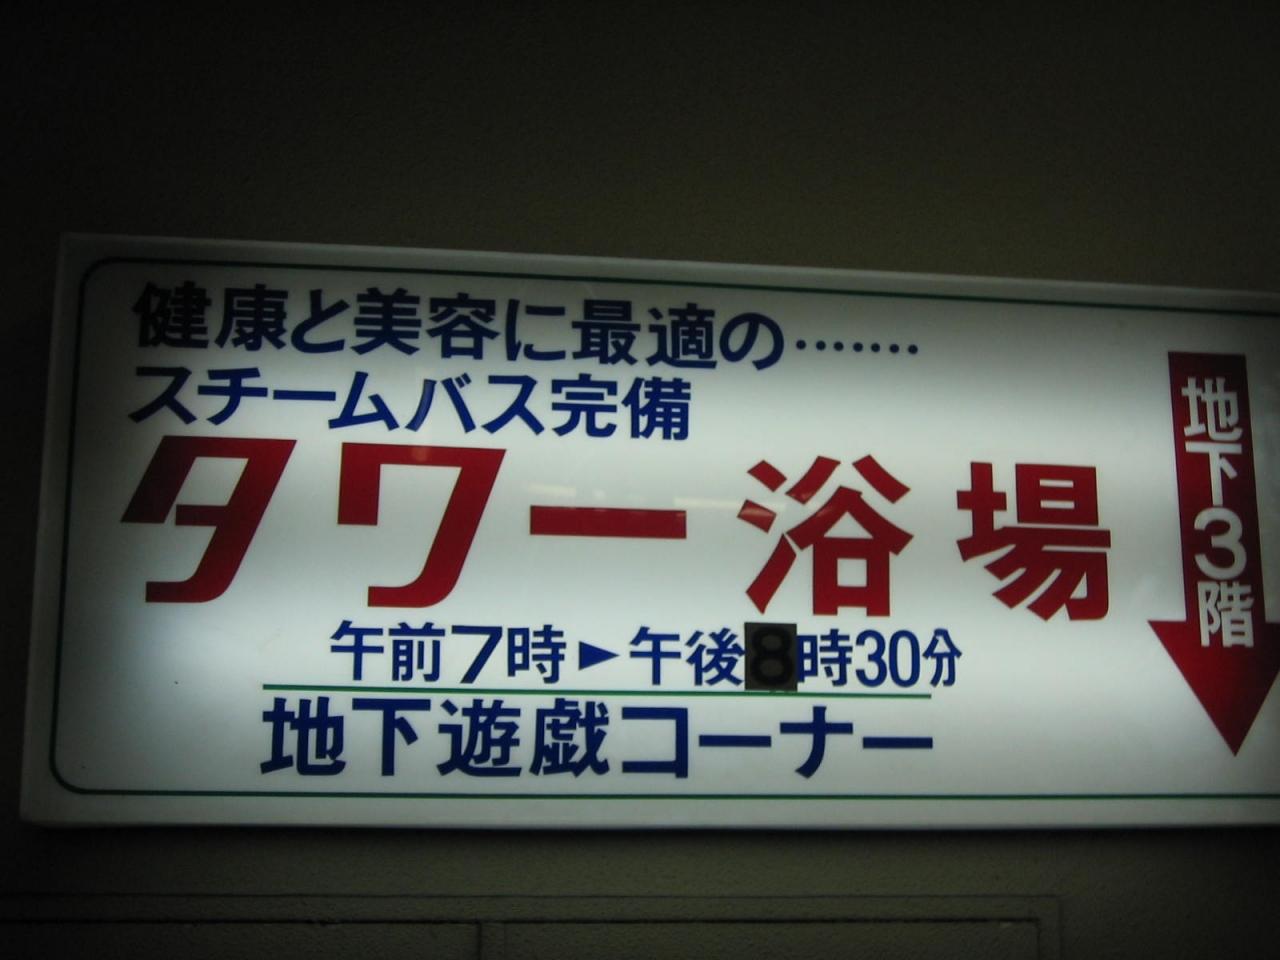 健康と美容に最適の・・・・・・・
スチームバス完備
タワー浴場
午前7時►午後8時30分
地下遊戯コーナー
地下3階